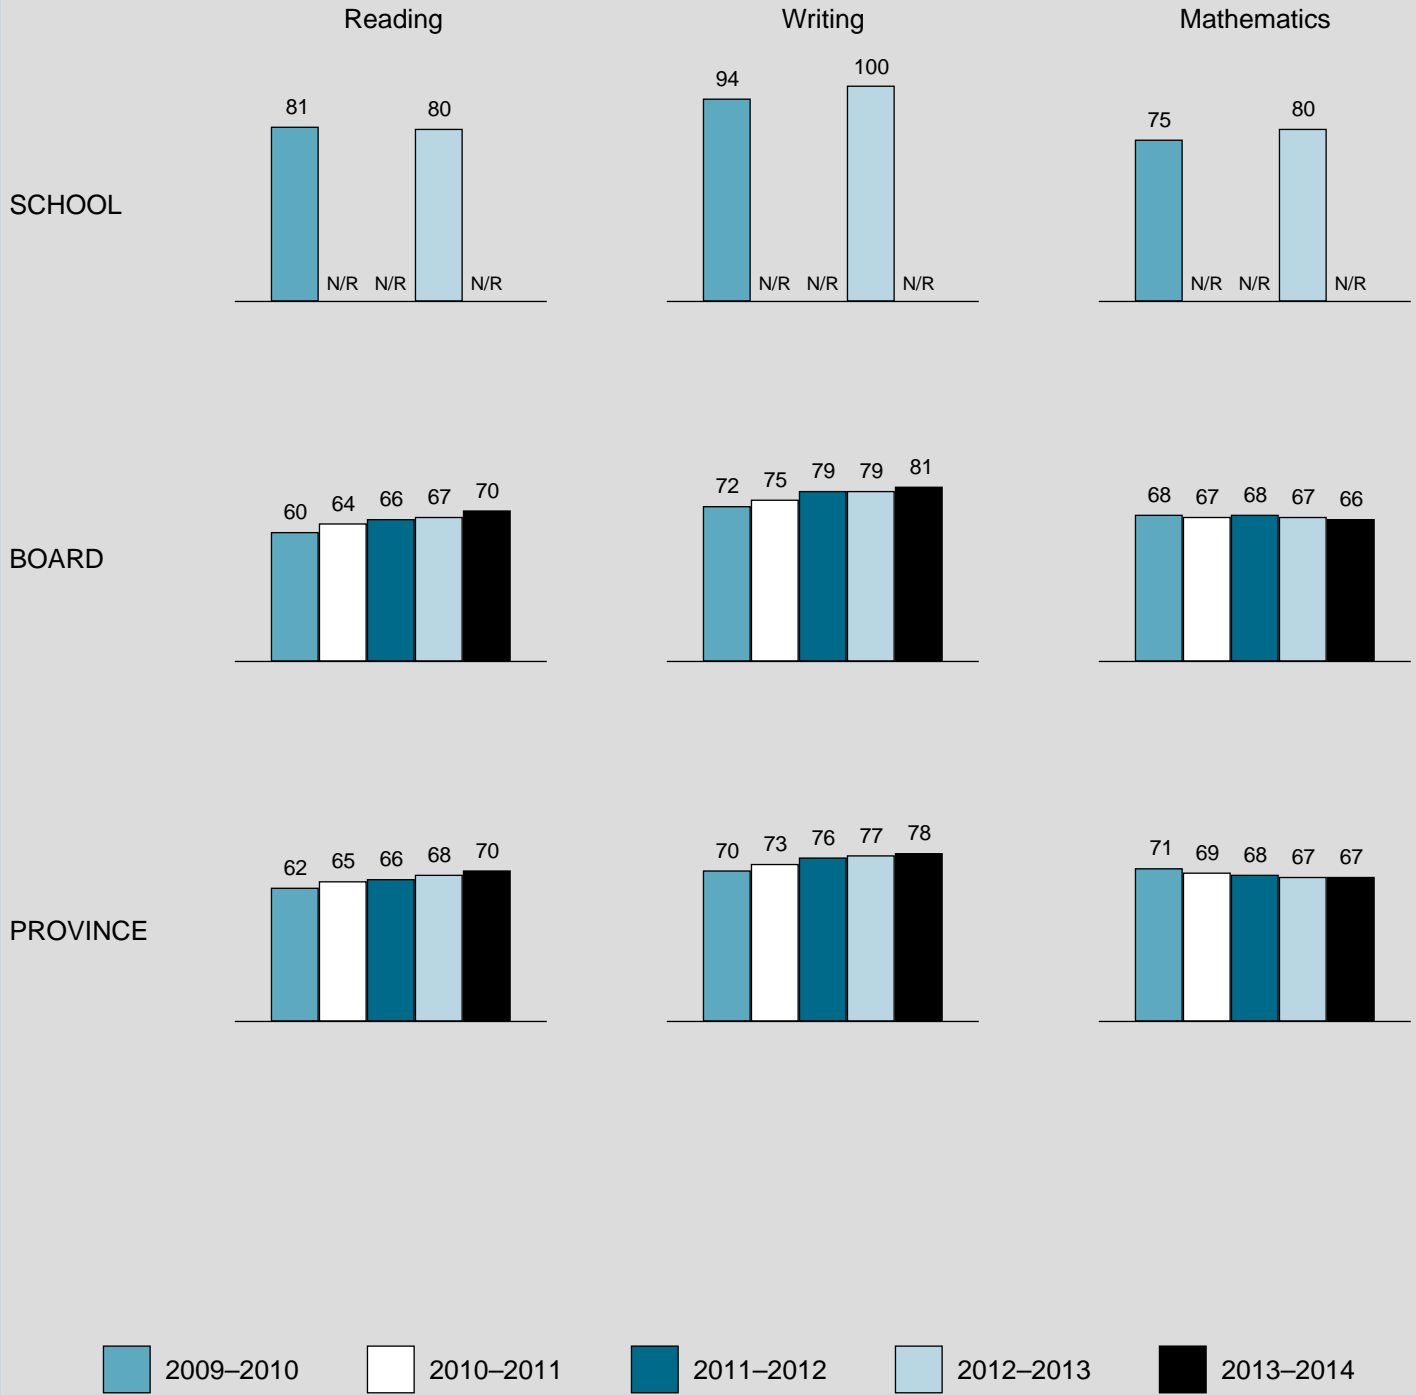 Reading Writing Mathematics
SCHOOL
81 N/R N/R 80 N/R
94 N/R N/R 100 N/R
75 N/R N/R 80 N/R
BOARD
60 64 66 67 70
72 75 79 79 81
68 67 68 67 66
PROVINCE
62 65 66 68 70
70 73 76 77 78
71 69 68 67 67
2009–2010 2010–2011 2011–2012 2012–2013 2013–2014